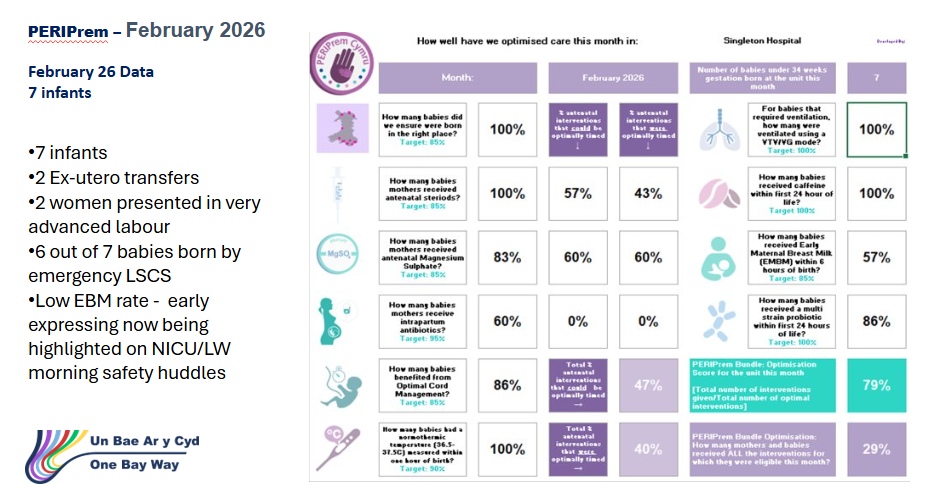 PERIPrem – February 2026
February 26 Data
7 infants
•7 infants
•2 Ex-utero transfers
•2 women presented in very
advanced labour
•6 out of 7 babies born by
emergency LSCS
•Low EBM rate - early
expressing now being
highlighted on NICU/LW
morning safety huddles
Un Bae Ar y Cyd
One Bay Way
PERIPrem Cymru
How well have we optimised care this month in:
Singleton Hospital
Month:
February 2026
Number of babies under 34 weeks
gestation born at the unit this
month
7
How many babies did
we ensure were born
in the right place?
Target: 85%
100%
% antenatal
interventions
that could be
optimally timed
↓
% antenatal
interventions
that were
optimally timed
↓
For babies that
required ventilation,
how many were
ventilated using a
VTV/VG mode?
Target: 100%
100%
How many babies
mothers received
antenatal steriods?
Target: 85%
100%
57%
43%
How many babies
received caffeine
within first 24 hour of
life?
Target 100%
100%
MgSO₄
How many babies
mothers received
antenatal Magnesium
Sulphate?
Target: 85%
83%
60%
60%
How many babies
received Early
Maternal Breast Milk
(EMBM) within 6
hours of birth?
Target: 85%
57%
How many babies
mothers receive
intrapartum
antibiotics?
Target: 95%
60%
0%
0%
How many babies
received a multi
strain probiotic
within first 24 hours
of life?
Target: 100%
86%
How many babies
benefited from
Optimal Cord
Management?
Target: 85%
86%
Total %
antenatal
interventions
that could be
optimally timed
→
47%
PERIPrem Bundle: Optimisation
Score for the unit this month
[Total number of interventions
given/Total number of optimal
interventions]
79%
°C
How many babies had a
normothermic
temperature (36.5-
37.5C) measured within
one hour of birth?
Target: 90%
100%
Total %
antenatal
interventions
that were
optimally timed
→
40%
PERIPrem Bundle Optimisation:
How many mothers and babies
received ALL the interventions for
which they were eligible this month?
29%